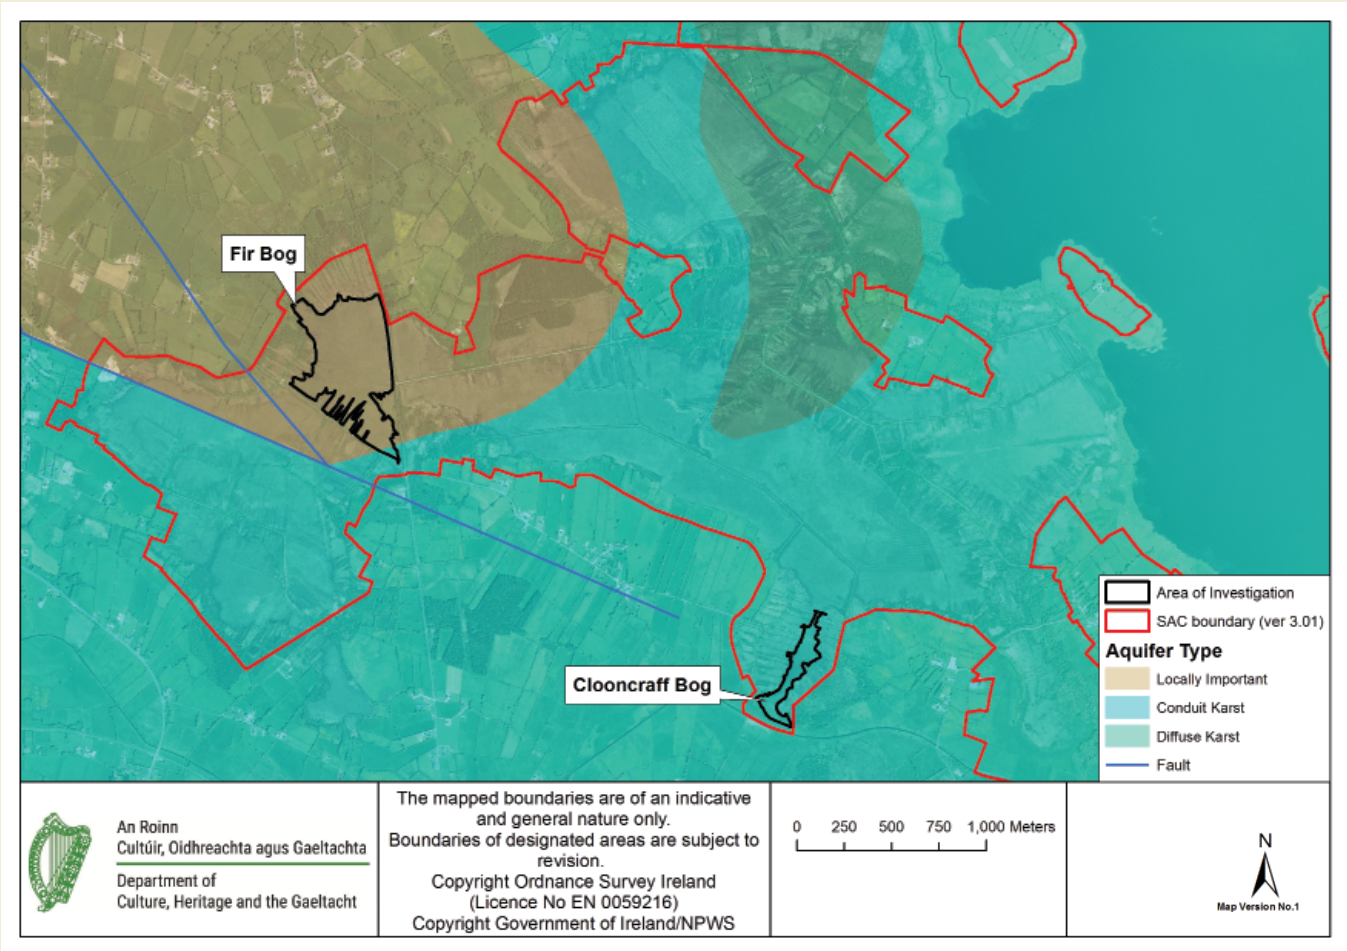 Fir Bog
Clooncraff Bog
Area of Investigation
SAC boundary (ver 3.01)
Aquifer Type
Locally Important
Conduit Karst
Diffuse Karst
Fault
An Roinn
Cultúir, Oidhreachta agus Gaeltachta
Department of
Culture, Heritage and the Gaeltacht
The mapped boundaries are of an indicative
and general nature only.
Boundaries of designated areas are subject to
revision.
Copyright Ordnance Survey Ireland
(Licence No EN 0059216)
Copyright Government of Ireland/NPWS
0 250 500 750 1,000 Meters
N
Map Version No.1